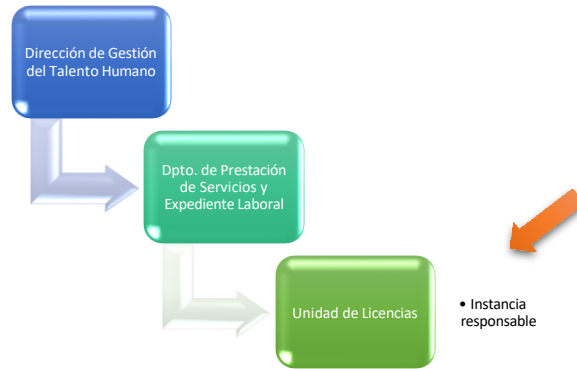 Dirección de Gestión
del Talento Humano
Dpto. de Prestación
de Servicios y
Expediente Laboral
Unidad de Licencias
• Instancia
responsable